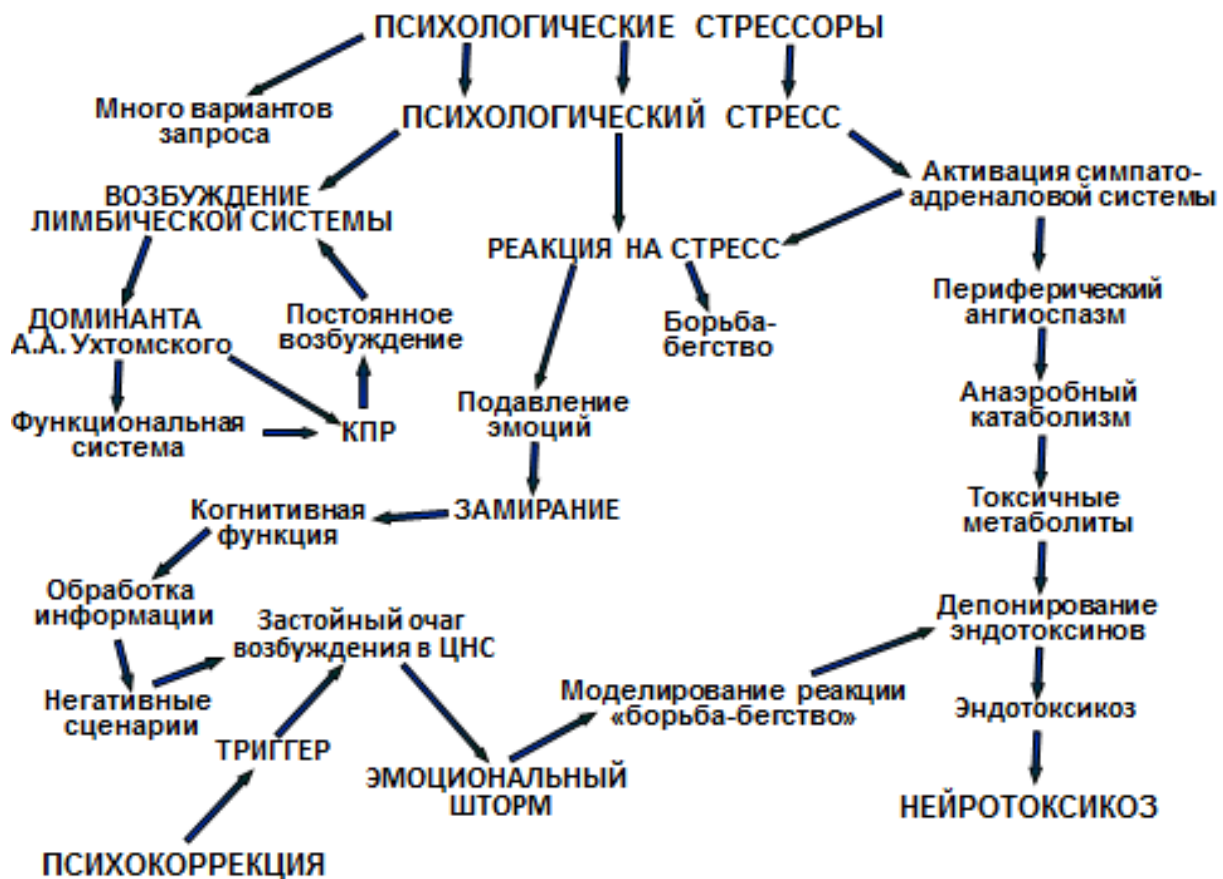 ПСИХОЛОГИЧЕСКИЕ СТРЕССОРЫ
Много вариантов
запроса
ПСИХОЛОГИЧЕСКИЙ СТРЕСС
Активация симпато-
адреналовой системы
ВОЗБУЖДЕНИЕ
ЛИМБИЧЕСКОЙ СИСТЕМЫ
РЕАКЦИЯ НА СТРЕСС
Периферический
ангиоспазм
ДОМИНАНТА
А.А. Ухтомского
Постоянное
возбуждение
Борьба-
бегство
Анаэробный
катаболизм
Функциональная
система
КПР
Подавление
эмоций
Токсичные
метаболиты
Когнитивная
функция
ЗАМИРАНИЕ
Обработка
информации
Застойный очаг
возбуждения в ЦНС
Депонирование
эндотоксинов
Негативные
сценарии
Моделирование реакции
«борьба-бегство»
Эндотоксикоз
ТРИГГЕР
ЭМОЦИОНАЛЬНЫЙ
ШТОРМ
НЕЙРОТОКСИКОЗ
ПСИХОКОРРЕКЦИЯ